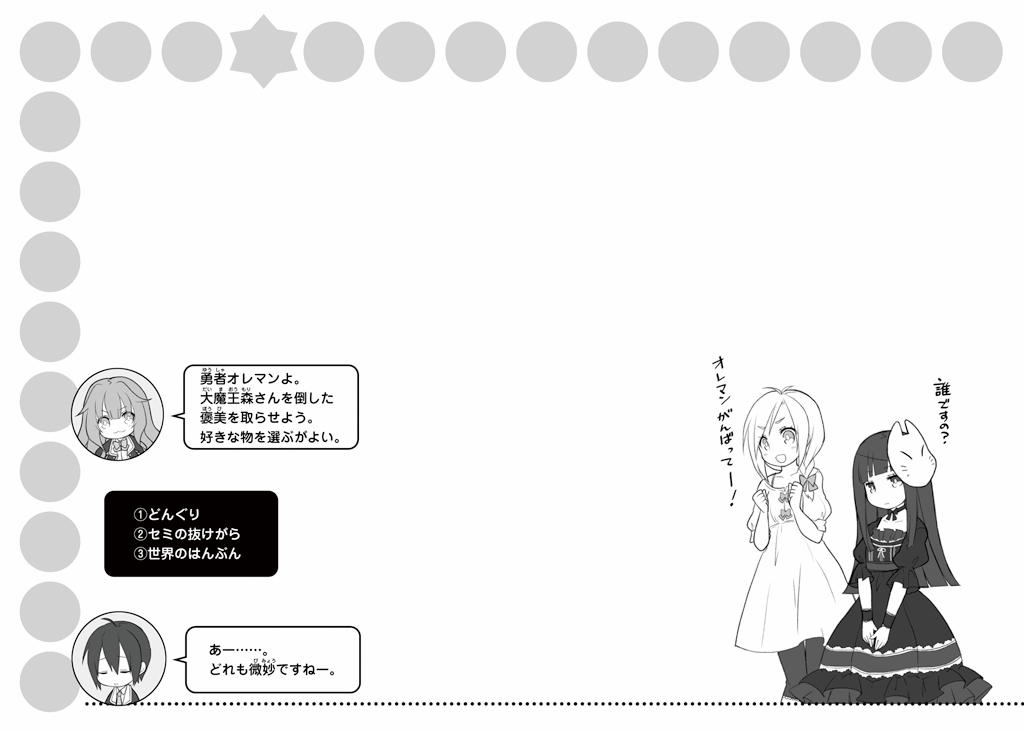 勇者オレマンよ。
大魔王森さんを倒した
褒美を取らせよう。
好きな物を選ぶがよい。
①どんぐり
②セミの抜けがら
③世界のはんぶん
あー……。
どれも微妙ですねー。
オレマンがんばってー！
誰ですの？